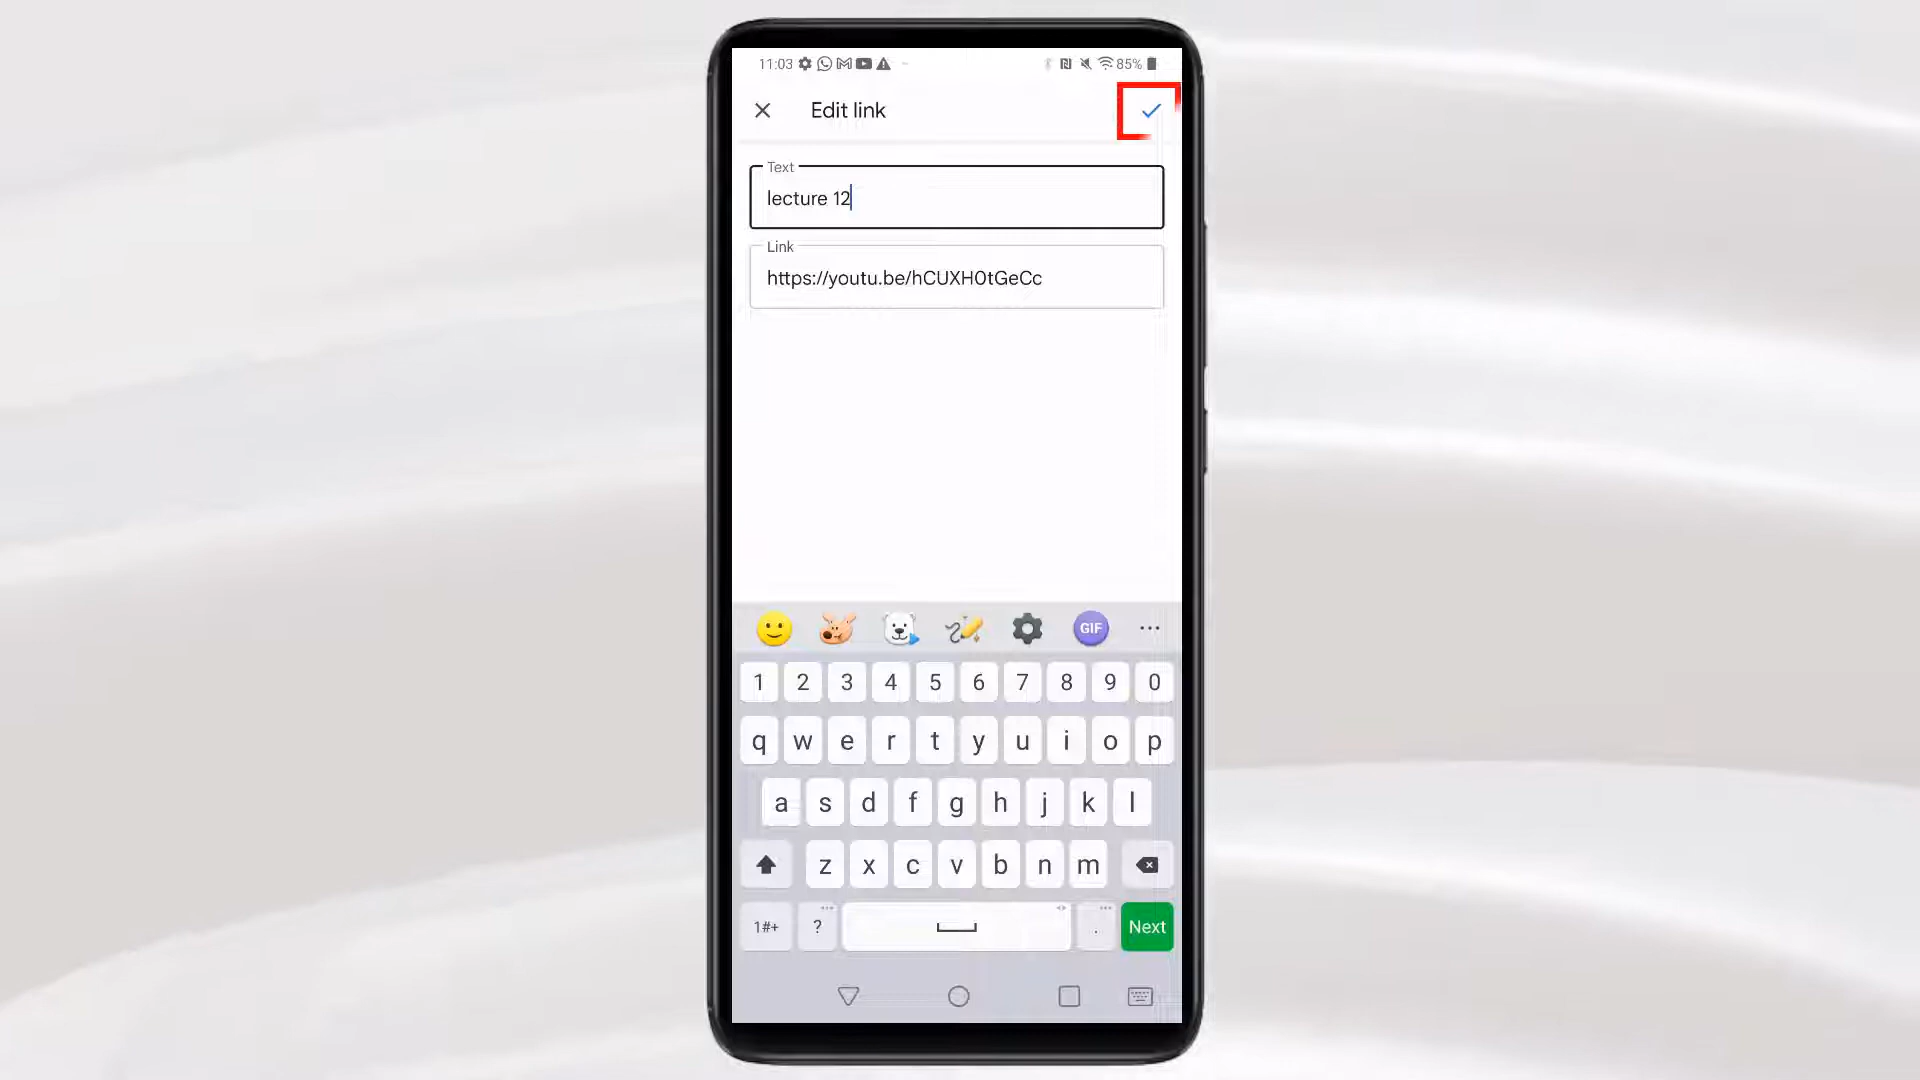 11:03 85%
Edit link
Text
lecture 12
Link
https://youtu.be/hCUXH0tGeCc
GIF
1 2 3 4 5 6 7 8 9 0
q w e r t y u i o p
a s d f g h j k l
z x c v b n m
1#+ ? . Next